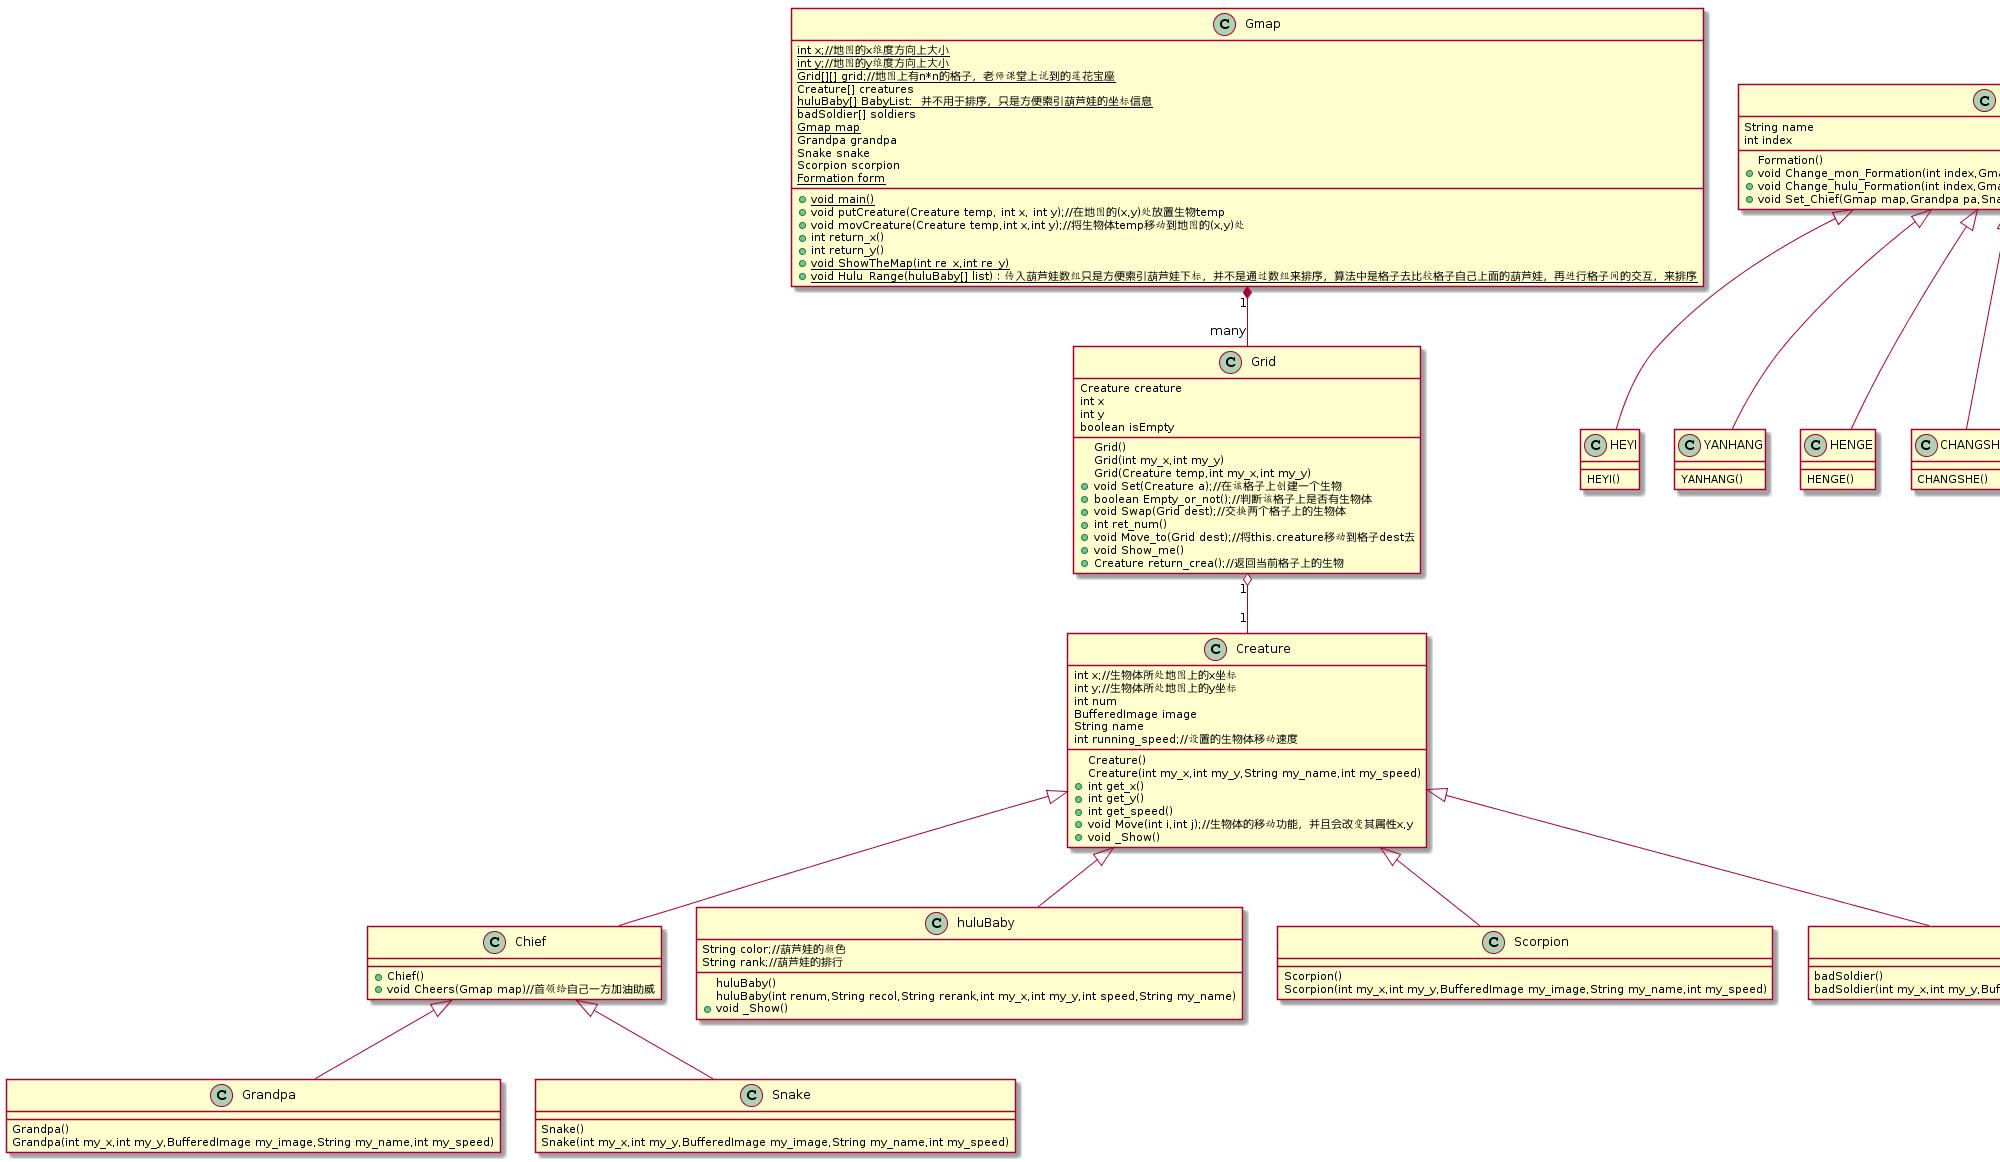 C Gmap
int x;//地图的x维度方向上大小
int y;//地图的y维度方向上大小
Grid[][] grid;//地图上有n*n的格子，老师课堂上说到的莲花宝座
Creature[] creatures
huluBaby[] BabyList:   并不用于排序，只是方便索引葫芦娃的坐标信息
badSoldier[] soldiers
Gmap map
Grandpa grandpa
Snake snake
Scorpion scorpion
Formation form
void main()
void putCreature(Creature temp, int x, int y);//在地图的(x,y)处放置生物temp
void movCreature(Creature temp,int x,int y);//将生物体temp移动到地图的(x,y)处
int return_x()
int return_y()
void ShowTheMap(int re_x,int re_y)
void Hulu_Range(huluBaby[] list) : 传入葫芦娃数组只是方便索引葫芦娃下标，并不是通过数组来排序，算法中是格子去比较格子自己上面的葫芦娃，再进行格子间的交互，来排序
C
String name
int index
Formation()
void Change_mon_Formation(int index,Gma
void Change_hulu_Formation(int index,Gma
void Set_Chief(Gmap map,Grandpa pa,Sna
1
many
C Grid
Creature creature
int x
int y
boolean isEmpty
Grid()
Grid(int my_x,int my_y)
Grid(Creature temp,int my_x,int my_y)
void Set(Creature a);//在该格子上创建一个生物
boolean Empty_or_not();//判断该格子上是否有生物体
void Swap(Grid dest);//交换两个格子上的生物体
int ret_num()
void Move_to(Grid dest);//将this.creature移动到格子dest去
void Show_me()
Creature return_crea();//返回当前格子上的生物
C HEYI
HEYI()
C YANHANG
YANHANG()
C HENGE
HENGE()
C CHANGSH
CHANGSHE()
1
1
C Creature
int x;//生物体所处地图上的x坐标
int y;//生物体所处地图上的y坐标
int num
BufferedImage image
String name
int running_speed;//设置的生物体移动速度
Creature()
Creature(int my_x,int my_y,String my_name,int my_speed)
int get_x()
int get_y()
int get_speed()
void Move(int i,int j);//生物体的移动功能，并且会改变其属性x,y
void _Show()
C Chief
Chief()
void Cheers(Gmap map)//首领给自己一方加油助威
C huluBaby
String color;//葫芦娃的颜色
String rank;//葫芦娃的排行
huluBaby()
huluBaby(int renum,String recol,String rerank,int my_x,int my_y,int speed,String my_name)
void _Show()
C Scorpion
Scorpion()
Scorpion(int my_x,int my_y,BufferedImage my_image,String my_name,int my_speed)
badSoldier()
badSoldier(int my_x,int my_y,Buf
C Grandpa
Grandpa()
Grandpa(int my_x,int my_y,BufferedImage my_image,String my_name,int my_speed)
C Snake
Snake()
Snake(int my_x,int my_y,BufferedImage my_image,String my_name,int my_speed)